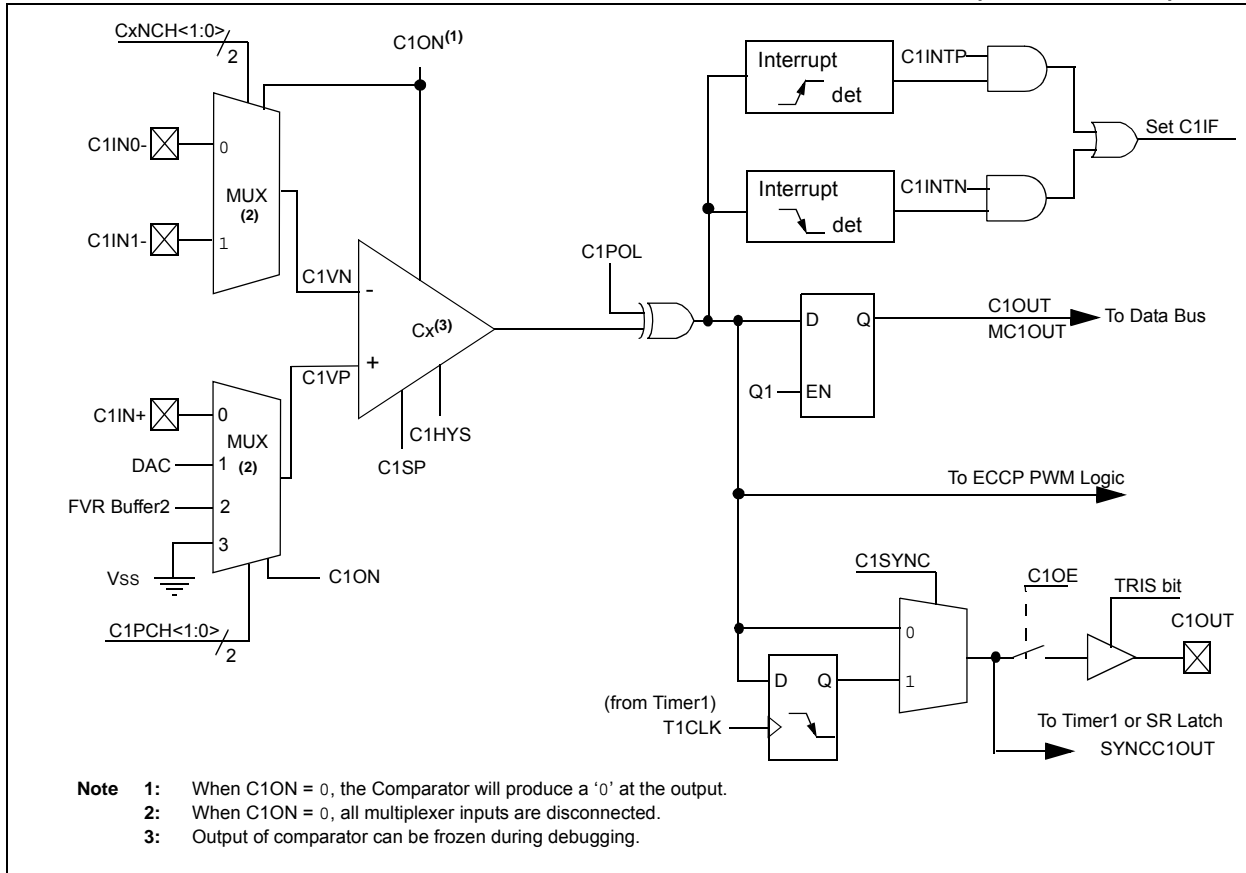 CxNCH<1:0>
2
C1ON(1)
C1IN0-
0
MUX
(2)
C1IN1-
1
C1VN
-
Cx(3)
+
C1VP
C1HYS
C1SP
C1IN+
0
MUX
(2)
DAC
1
FVR Buffer2
2
3
VSS
C1ON
C1PCH<1:0>
2
C1POL
Interrupt
det
C1INTP
Interrupt
det
C1INTN
Set C1IF
D Q
Q1
EN
C1OUT
MC1OUT
To Data Bus
To ECCP PWM Logic
C1SYNC
0
1
D Q
(from Timer1)
T1CLK
C1OE
TRIS bit
C1OUT
To Timer1 or SR Latch
SYNCC1OUT
Note 1: When C1ON = 0, the Comparator will produce a ‘0’ at the output.
2: When C1ON = 0, all multiplexer inputs are disconnected.
3: Output of comparator can be frozen during debugging.